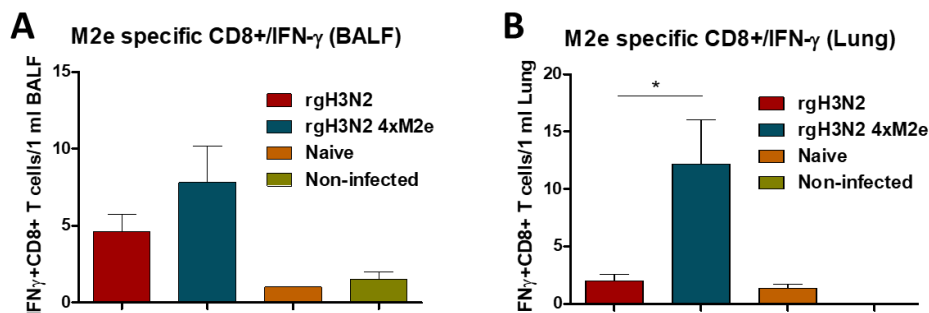 A
M2e specific CD8+/IFN-γ (BALF)
IFNγ+CD8+ T cells/1 ml BALF
15
10
5
0
rgH3N2
rgH3N2 4xM2e
Naive
Non-infected
B
M2e specific CD8+/IFN-γ (Lung)
IFNγ+CD8+ T cells/1 ml Lung
20
15
10
5
0
*
rgH3N2
rgH3N2 4xM2e
Naive
Non-infected